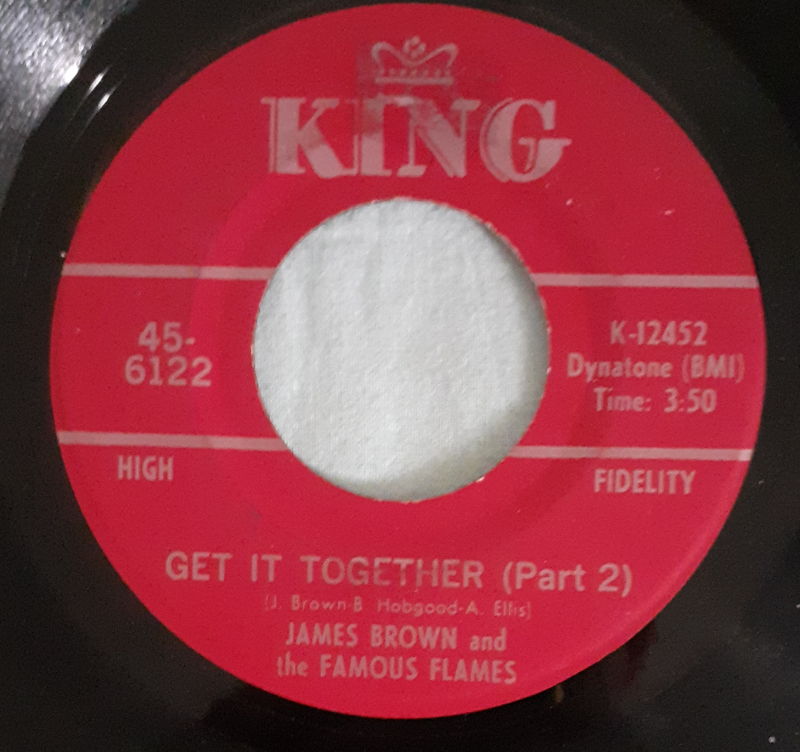 KING
45-
6122
K-12452
Dynatone (BMI)
Time: 3:50
HIGH
FIDELITY
GET IT TOGETHER (Part 2)
(J. Brown-B Hobgood-A. Ellis)
JAMES BROWN and
the FAMOUS FLAMES